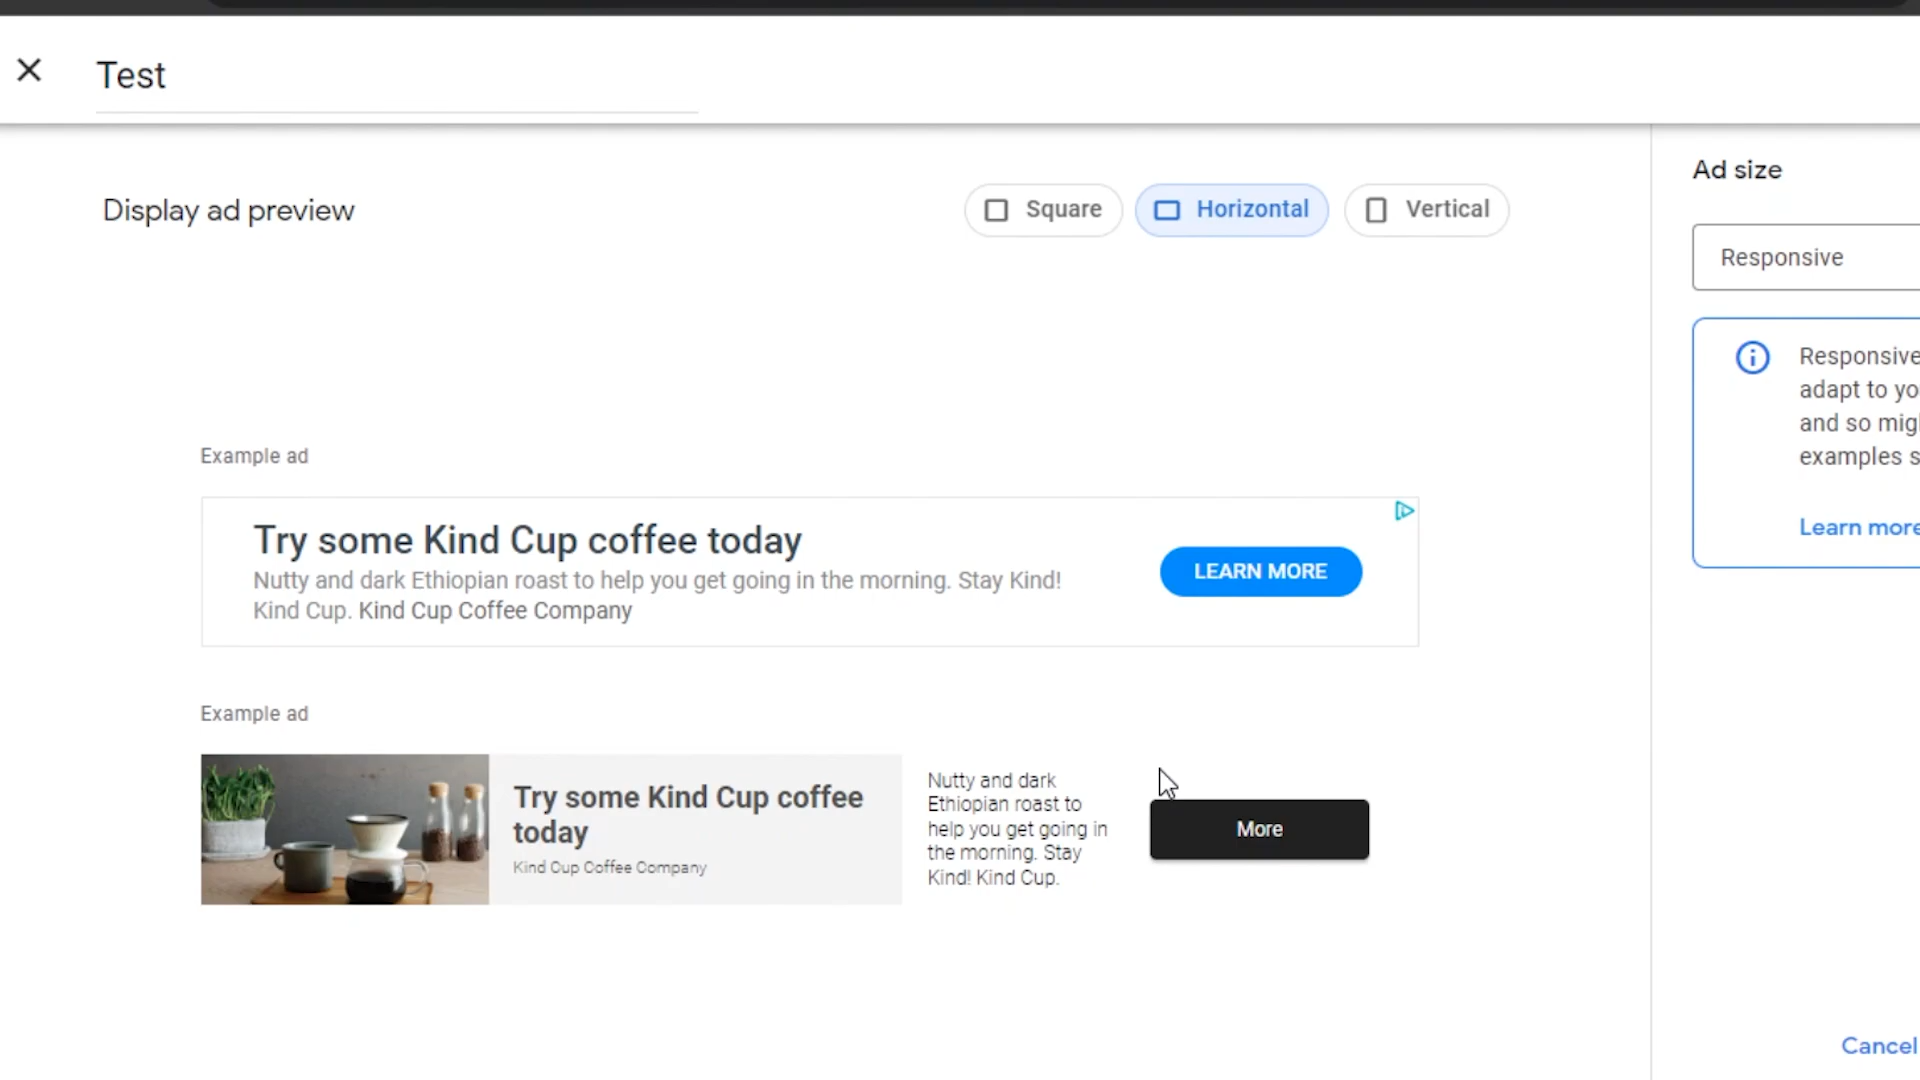 Test
Display ad preview
Square
Horizontal
Vertical
Ad size
Responsive
Responsive
adapt to yo
and so mig
examples s
Learn more
Example ad
Try some Kind Cup coffee today
Nutty and dark Ethiopian roast to help you get going in the morning. Stay Kind!
Kind Cup. Kind Cup Coffee Company
LEARN MORE
Example ad
Try some Kind Cup coffee
today
Kind Cup Coffee Company
Nutty and dark
Ethiopian roast to
help you get going in
the morning. Stay
Kind! Kind Cup.
More
Cancel